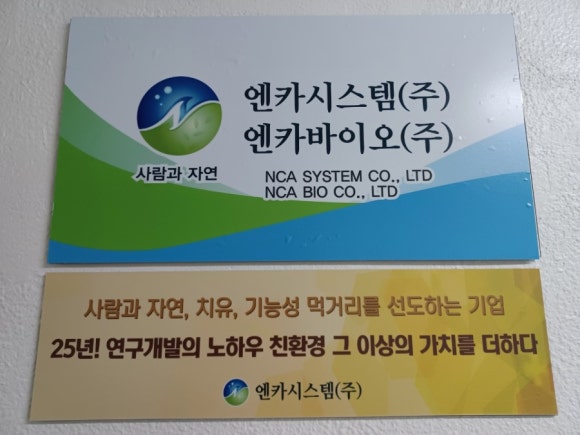 엔카시스템(주)
엔카바이오(주)
사람과 자연
NCA SYSTEM CO., LTD
NCA BIO CO., LTD
사람과 자연, 치유, 기능성 먹거리를 선도하는 기업
25년! 연구개발의 노하우 친환경 그 이상의 가치를 더하다
엔카시스템(주)